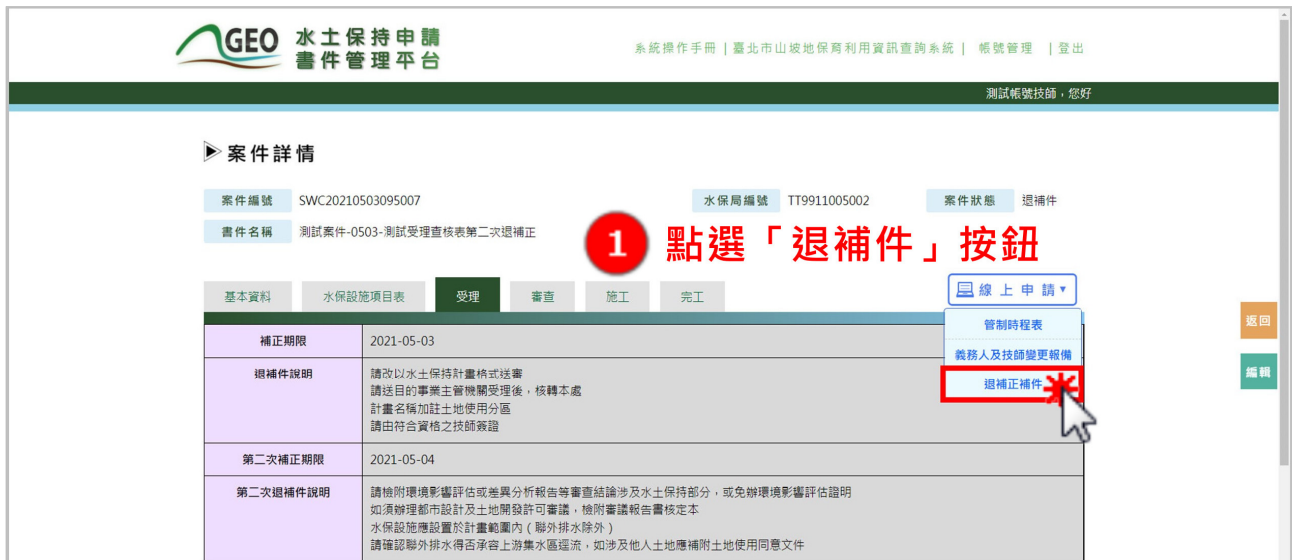 GEO 水土保持申請
書件管理平台
系統操作手冊 | 臺北市山坡地保育利用資訊查詢系統 | 帳號管理 | 登出
測試帳號技師，您好
案件詳情
案件編號 SWC20210503095007 水保局編號 TT9911005002 案件狀態 退補件
書件名稱 測試案件-0503-測試受理查核表第二次退補正
1 點選「退補件」按鈕
基本資料 水保設施項目表 受理 審查 施工 完工 線上申請▼
管制時程表
義務人及技師變更報備
退補正補件
返回
編輯
補正期限 2021-05-03
退補件說明 請改以水土保持計畫格式送審
請送目的事業主管機關受理後，核轉本處
計畫名稱加註土地使用分區
請由符合資格之技師簽證
第二次補正期限 2021-05-04
第二次退補件說明 請檢附環境影響評估或差異分析報告等審查結論涉及水土保持部分，或免辦環境影響評估證明
如須辦理都市設計及土地開發許可審議，檢附審議報告書核定本
水保設施應設置於計畫範圍內（聯外排水除外）
請確認聯外排水得否承容上游集水區逕流，如涉及他人土地應補附土地使用同意文件